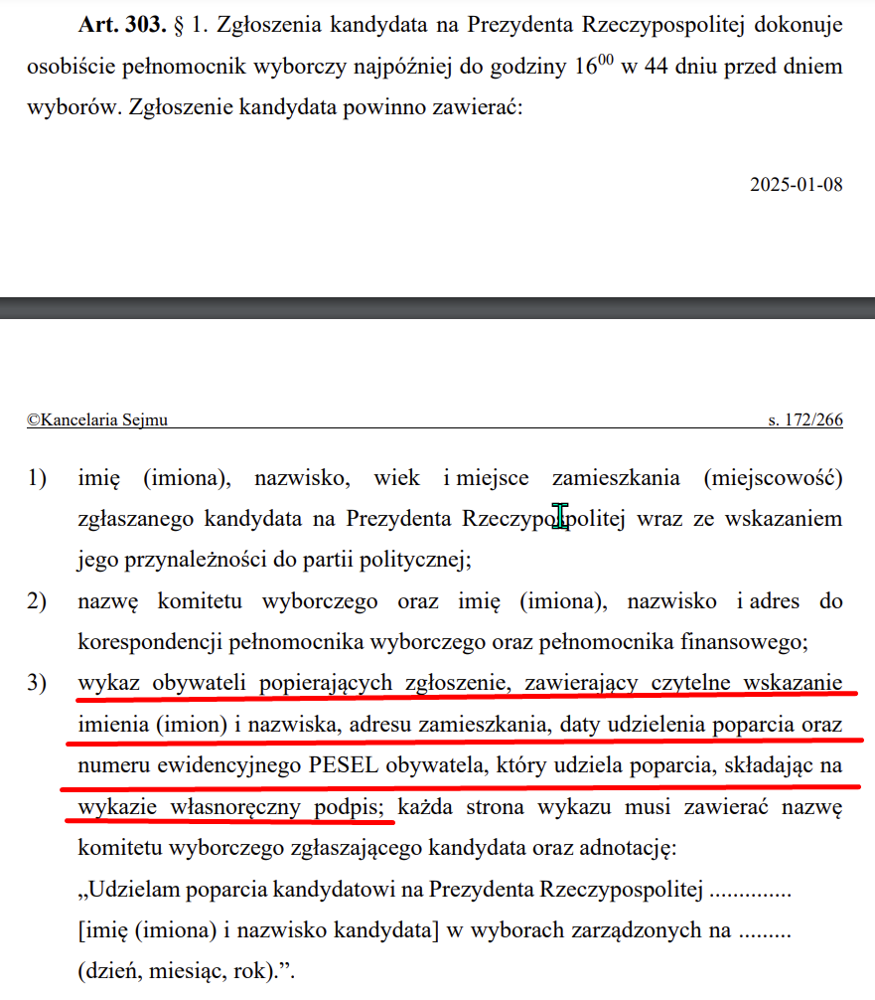 Art. 303. § 1. Zgłoszenia kandydata na Prezydenta Rzeczypospolitej dokonuje
osobiście pełnomocnik wyborczy najpóźniej do godziny 16⁰⁰ w 44 dniu przed dniem
wyborów. Zgłoszenie kandydata powinno zawierać:
2025-01-08
©Kancelaria Sejmu s. 172/266
1) imię (imiona), nazwisko, wiek i miejsce zamieszkania (miejscowość)
zgłaszanego kandydata na Prezydenta Rzeczypospolitej wraz ze wskazaniem
jego przynależności do partii politycznej;
2) nazwę komitetu wyborczego oraz imię (imiona), nazwisko i adres do
korespondencji pełnomocnika wyborczego oraz pełnomocnika finansowego;
3) wykaz obywateli popierających zgłoszenie, zawierający czytelne wskazanie
imienia (imion) i nazwiska, adresu zamieszkania, daty udzielenia poparcia oraz
numeru ewidencyjnego PESEL obywatela, który udziela poparcia, składając na
wykazie własnoręczny podpis; każda strona wykazu musi zawierać nazwę
komitetu wyborczego zgłaszającego kandydata oraz adnotację:
„Udzielam poparcia kandydatowi na Prezydenta Rzeczypospolitej ..............
[imię (imiona) i nazwisko kandydata] w wyborach zarządzonych na .........
(dzień, miesiąc, rok).”.